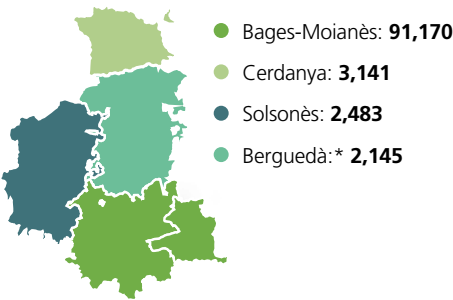 Bages-Moianès: 91,170
Cerdanya: 3,141
Solsonès: 2,483
Berguedà:* 2,145